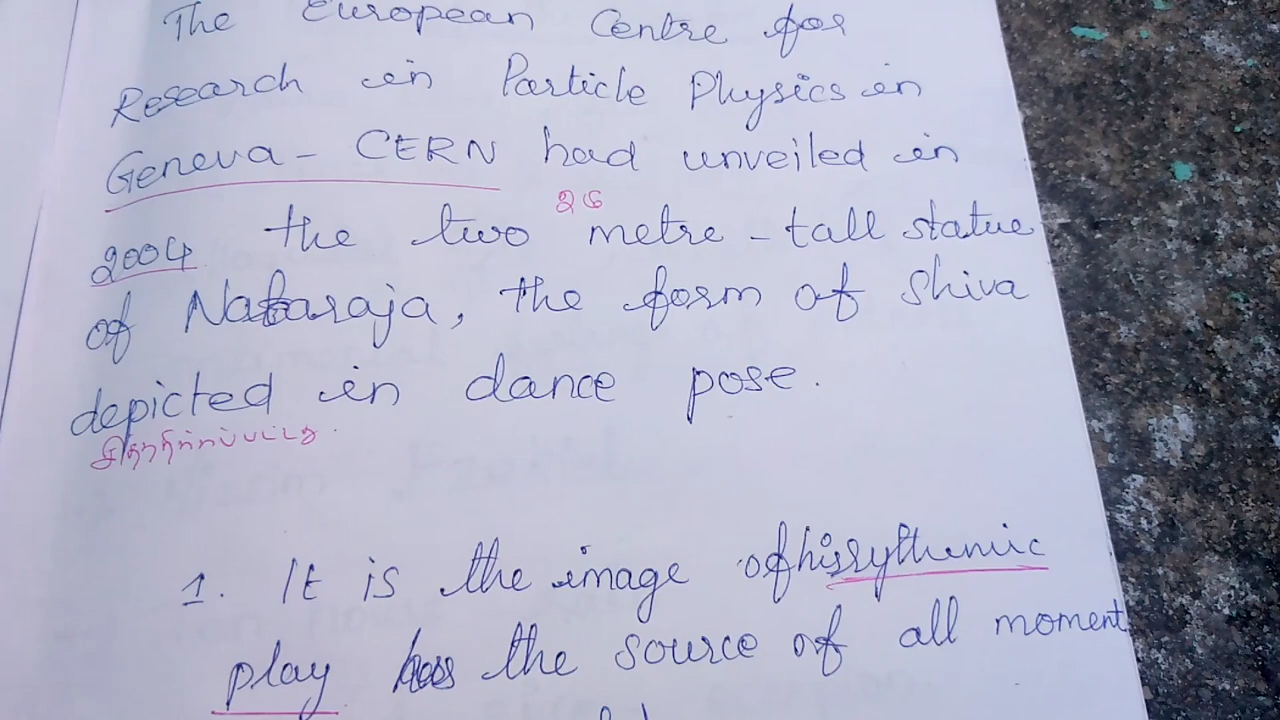 The European Centre for
Research in Particle Physics in
Geneva - CERN had unveiled in
2004 the two metre - tall statue
of Nataraja, the form of Shiva
depicted in dance pose.
1. It is the image of his rythemic
play has the source of all moment